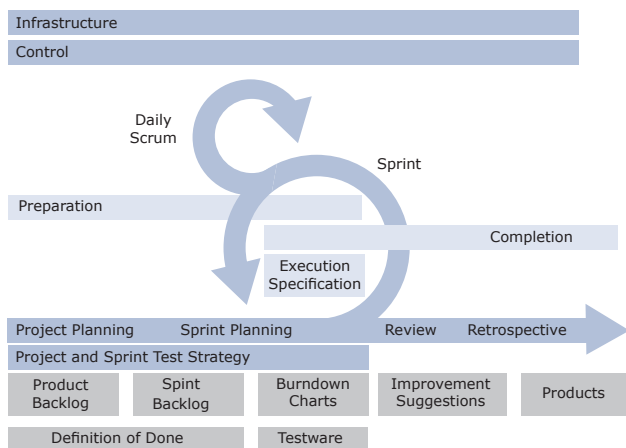 Infrastructure
Control
Daily
Scrum
Sprint
Preparation
Completion
Execution
Specification
Project Planning Sprint Planning Review Retrospective
Project and Sprint Test Strategy
Product
Backlog
Spint
Backlog
Burndown
Charts
Improvement
Suggestions
Products
Definition of Done
Testware